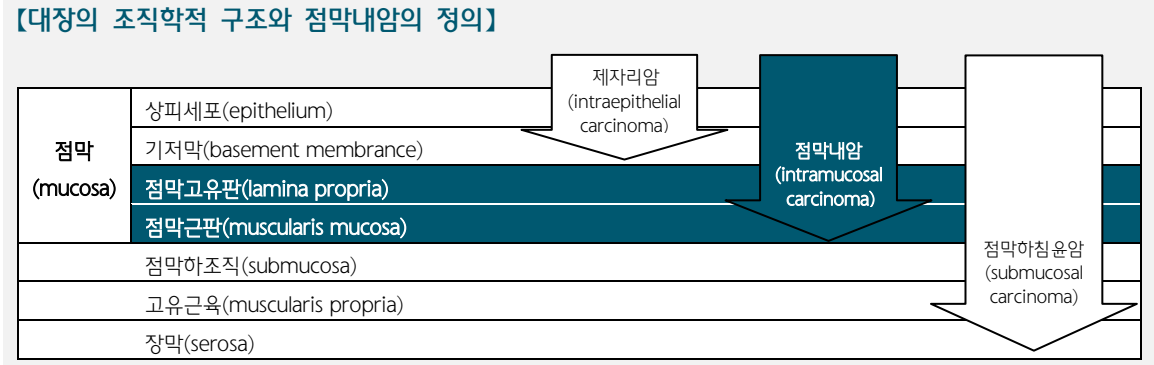 【대장의 조직학적 구조와 점막내암의 정의】
제자리암
(intraepithelial
carcinoma)
점막
(mucosa)
상피세포(epithelium)
기저막(basement membrance)
점막고유판(lamina propria)
점막근판(muscularis mucosa)
점막내암
(intramucosal
carcinoma)
점막하조직(submucosa)
고유근육(muscularis propria)
장막(serosa)
점막하침윤암
(submucosal
carcinoma)